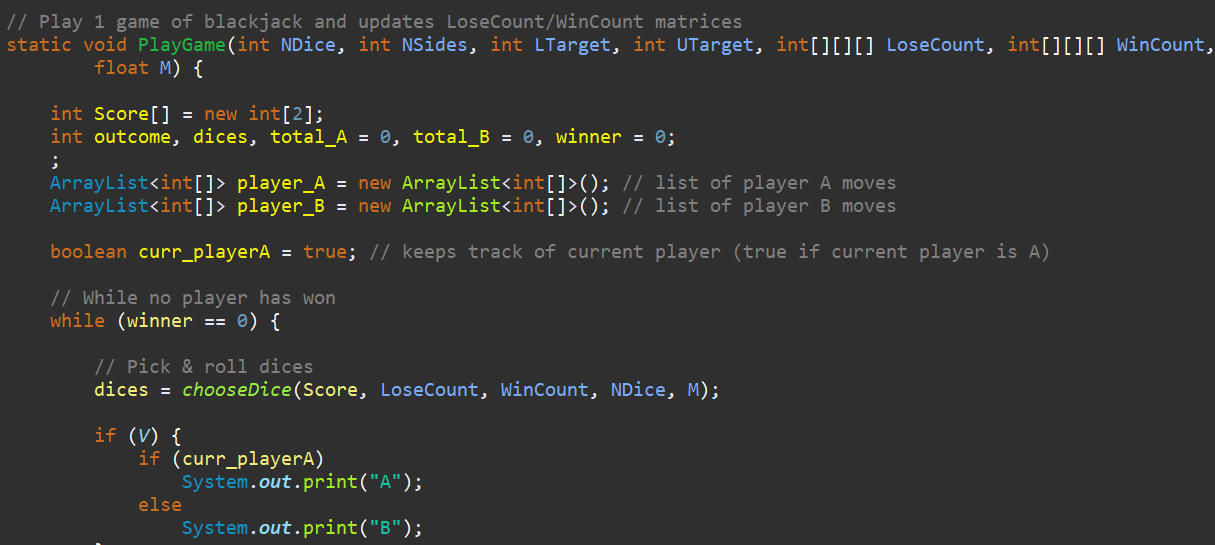 // Play 1 game of blackjack and updates LoseCount/WinCount matrices
static void PlayGame(int NDice, int NSides, int LTarget, int UTarget, int[][][] LoseCount, int[][][] WinCount,
        float M) {
    int Score[] = new int[2];
    int outcome, dices, total_A = 0, total_B = 0, winner = 0;
    ;
    ArrayList<int[]> player_A = new ArrayList<int[]>(); // list of player A moves
    ArrayList<int[]> player_B = new ArrayList<int[]>(); // list of player B moves
    boolean curr_playerA = true; // keeps track of current player (true if current player is A)
    // While no player has won
    while (winner == 0) {
        // Pick & roll dices
        dices = chooseDice(Score, LoseCount, WinCount, NDice, M);
        if (V) {
            if (curr_playerA)
                System.out.print("A");
            else
                System.out.print("B");